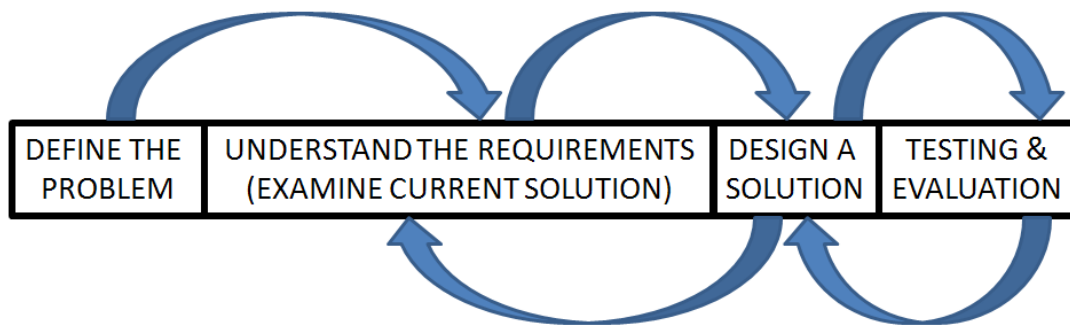 DEFINE THE
PROBLEM
UNDERSTAND THE REQUIREMENTS
(EXAMINE CURRENT SOLUTION)
DESIGN A
SOLUTION
TESTING &
EVALUATION